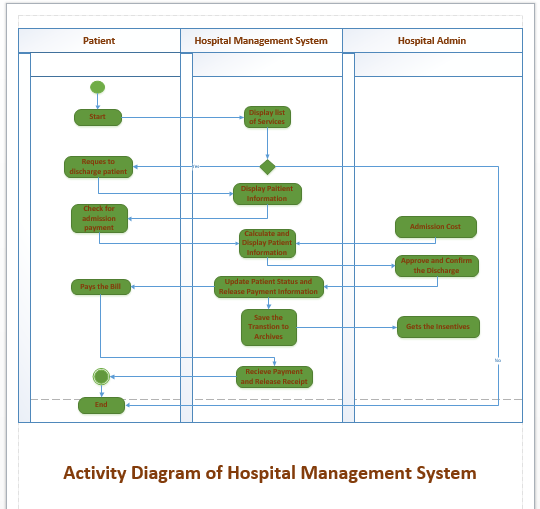 Patient
Hospital Management System
Hospital Admin
Start
Display list
of Services
Reques to
discharge patient
no
Display Paitient
Information
Check for
admission
payment
Admission Cost
Calculate and
Display Patient
Information
Approve and Confirm
the Discharge
Pays the Bill
Update Patient Status and
Release Payment Information
Save the
Transtion to
Archives
Gets the Incentives
No
Recieve Payment
and Release Receipt
End
Activity Diagram of Hospital Management System